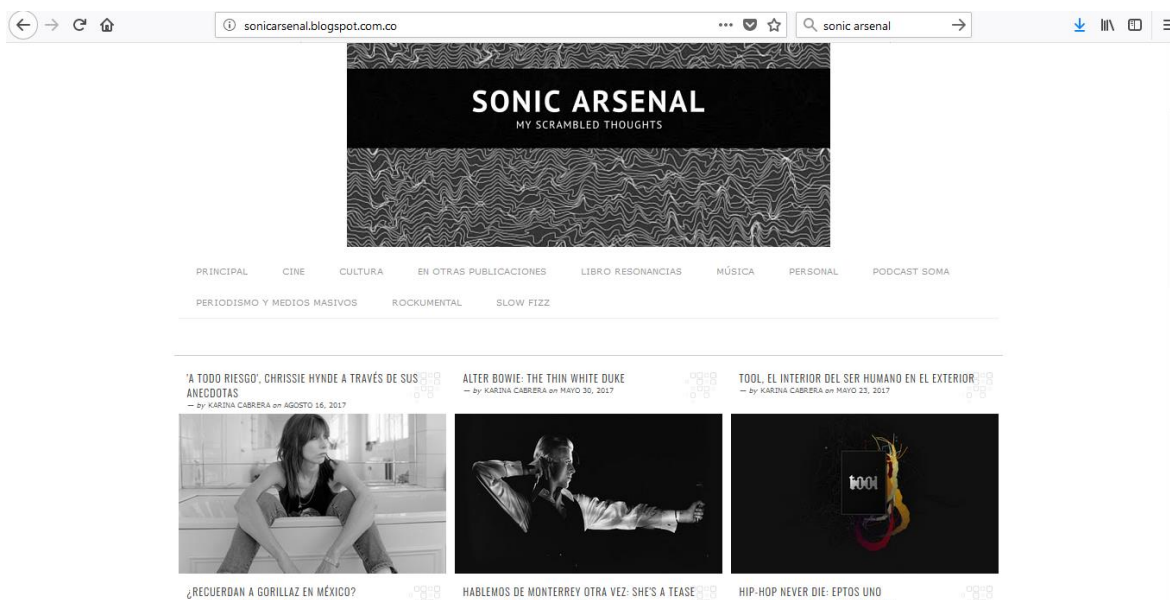 sonicarsenal.blogspot.com.co
sonic arsenal
SONIC ARSENAL
MY SCRAMBLED THOUGHTS
PRINCIPAL CINE CULTURA EN OTRAS PUBLICACIONES LIBRO RESONANCIAS MÚSICA PERSONAL PODCAST SOMA
PERIODISMO Y MEDIOS MASIVOS ROCKUMENTAL SLOW FIZZ
'A TODO RIESGO', CHRISSIE HYNDE A TRAVÉS DE SUS
ANECDOTAS
— by KARINA CABRERA on AGOSTO 16, 2017
ALTER BOWIE: THE THIN WHITE DUKE
— by KARINA CABRERA on MAYO 30, 2017
TOOL, EL INTERIOR DEL SER HUMANO EN EL EXTERIOR
— by KARINA CABRERA on MAYO 23, 2017
tool
¿RECUERDAN A GORILLAZ EN MÉXICO?
HABLEMOS DE MONTERREY OTRA VEZ: SHE'S A TEASE
HIP-HOP NEVER DIE: EPTOS UNO